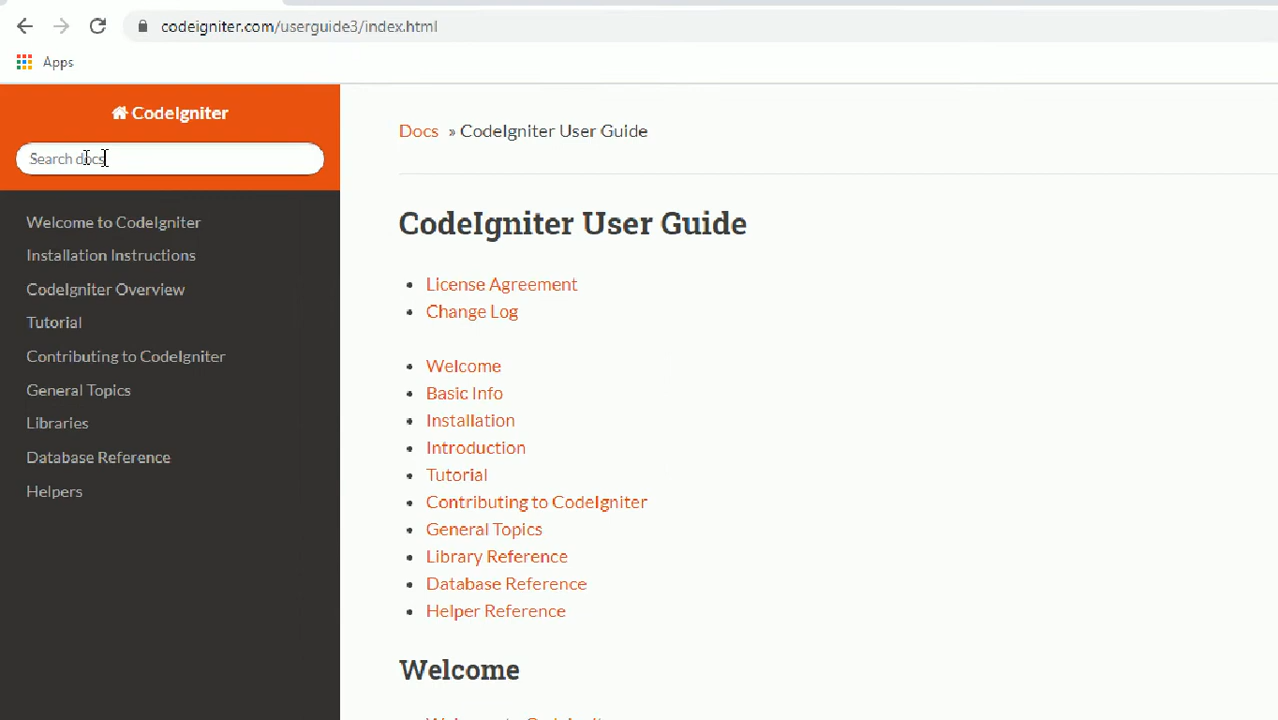 codeigniter.com/userguide3/index.html
Apps
CodeIgniter
Search docs
Welcome to CodeIgniter
Installation Instructions
CodeIgniter Overview
Tutorial
Contributing to CodeIgniter
General Topics
Libraries
Database Reference
Helpers
Docs » CodeIgniter User Guide
CodeIgniter User Guide
License Agreement
Change Log
Welcome
Basic Info
Installation
Introduction
Tutorial
Contributing to CodeIgniter
General Topics
Library Reference
Database Reference
Helper Reference
Welcome